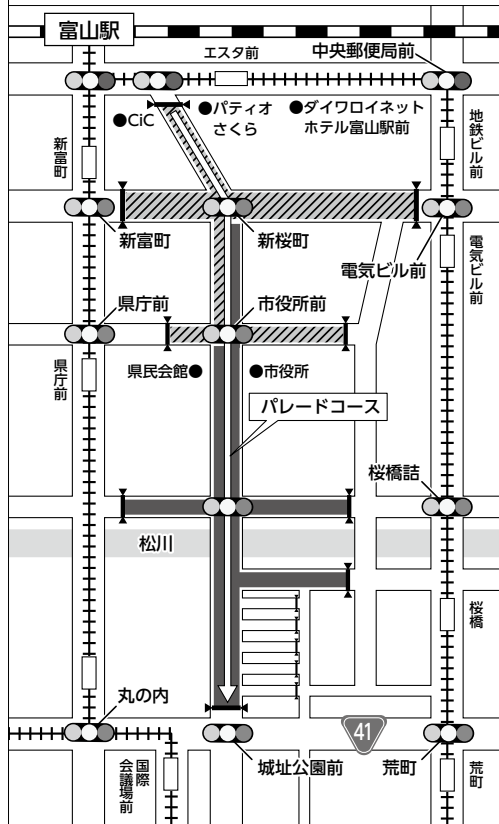 富山駅
エスタ前
中央郵便局前
●CiC
●パティオ
さくら
●ダイワロイネット
ホテル富山駅前
新富町
地鉄ビル前
新富町
新桜町
電気ビル前
電気ビル前
県庁前
市役所前
県庁前
県民会館●
●市役所
パレードコース
桜橋詰
松川
桜橋
丸の内
41
城址公園前
荒町
国際
会議場前
荒町